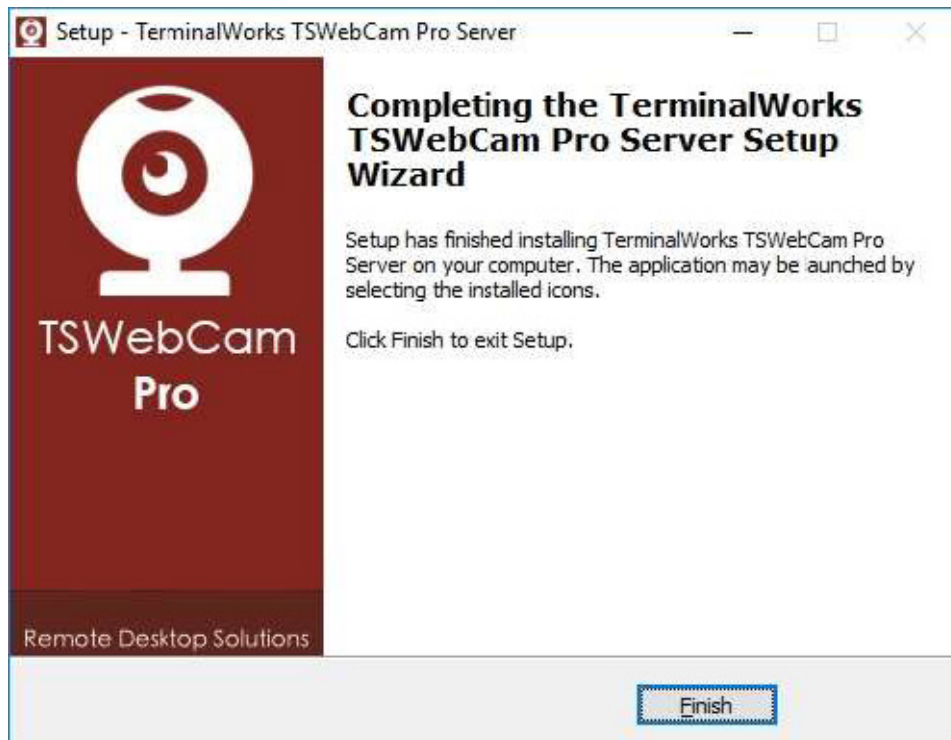 Setup - TerminalWorks TSWebCam Pro Server
Completing the TerminalWorks
TSWebCam Pro Server Setup
Wizard
Setup has finished installing TerminalWorks TSWebCam Pro
Server on your computer. The application may be aunched by
selecting the installed icons.
Click Finish to exit Setup.
TSWebCam
Pro
Remote Desktop Solutions
Finish